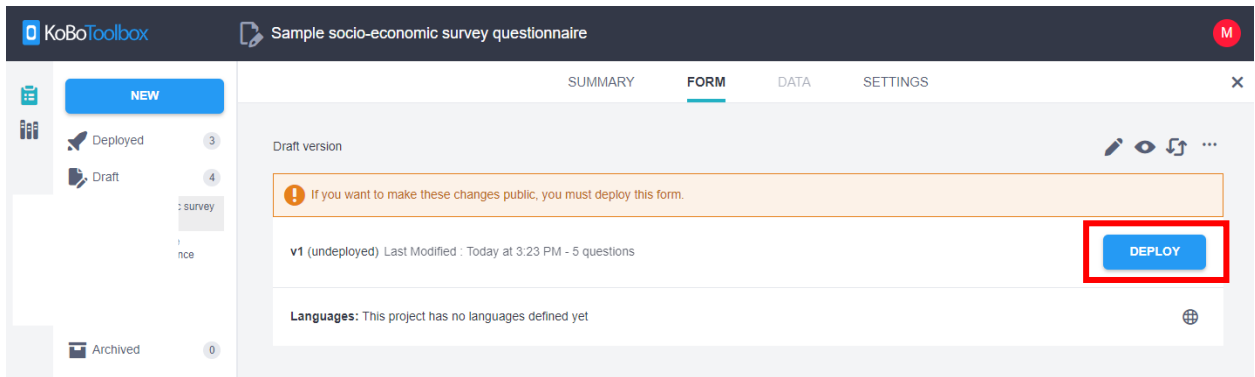 KoBoToolbox
Sample socio-economic survey questionnaire
M
NEW
SUMMARY
FORM
DATA
SETTINGS
Deployed 3
Draft 4
survey
nce
Archived 0
Draft version
If you want to make these changes public, you must deploy this form.
v1 (undeployed) Last Modified : Today at 3:23 PM - 5 questions
DEPLOY
Languages: This project has no languages defined yet